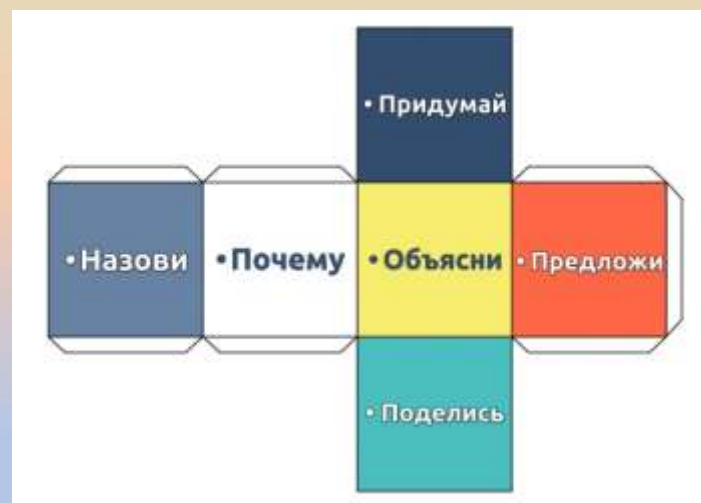 • Придумай
• Назови
• Почему
• Объясни
• Предложи
• Поделись